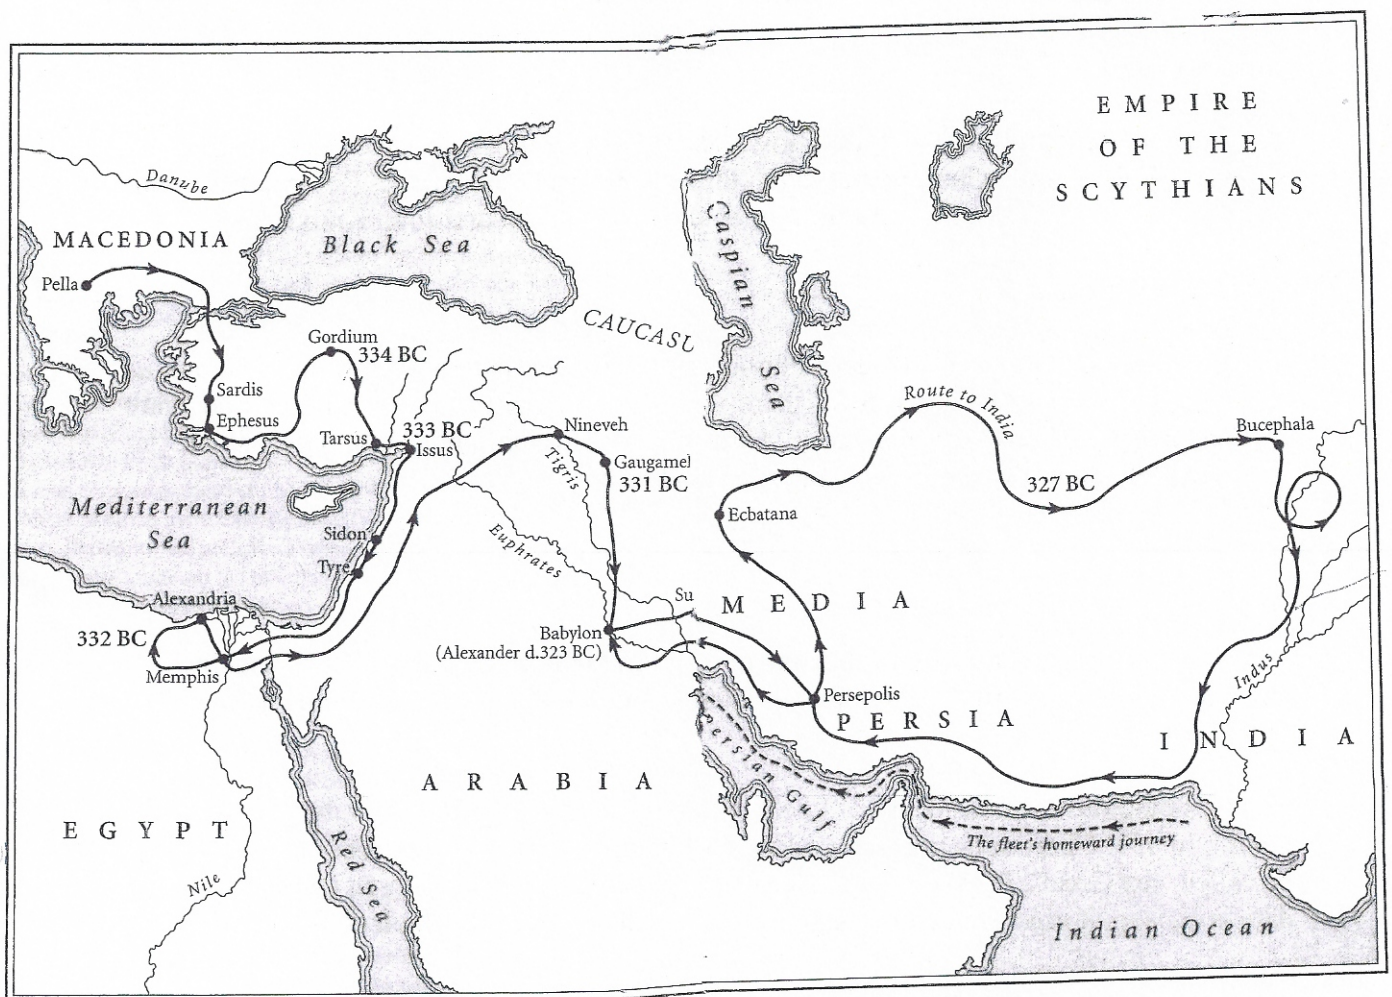 EMPIRE
OF THE
SCYTHIANS
Danube
MACEDONIA
Black Sea
Caspian
Sea
Pella
CAUCASU
Gordium
334 BC
Sardis
Ephesus
Route to India
Tarsus
333 BC
Issus
Nineveh
Bucephala
Tigris
Gaugamel
331 BC
327 BC
Mediterranean
Sea
Ecbatana
Sidon
Euphrates
Tyre
Alexandria
Su
MEDIA
332 BC
Babylon
(Alexander d.323 BC)
Memphis
Indus
Persepolis
PERSIA
INDIA
Persian Gulf
ARABIA
EGYPT
Red Sea
The fleet's homeward journey
Nile
Indian Ocean